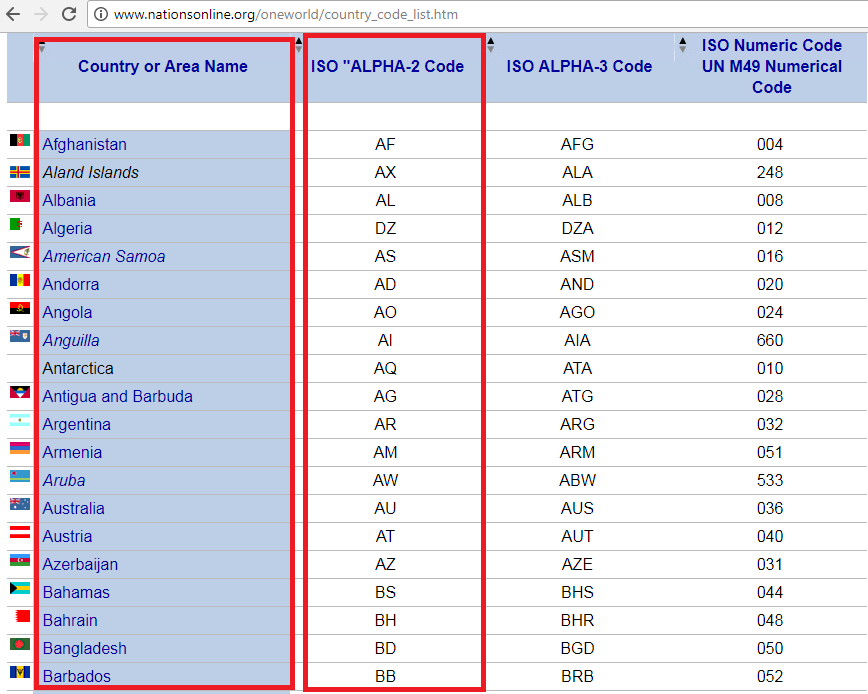 www.nationsonline.org/oneworld/country_code_list.htm
Country or Area Name ISO "ALPHA-2 Code ISO ALPHA-3 Code ISO Numeric Code
UN M49 Numerical
Code
Afghanistan AF AFG 004
Aland Islands AX ALA 248
Albania AL ALB 008
Algeria DZ DZA 012
American Samoa AS ASM 016
Andorra AD AND 020
Angola AO AGO 024
Anguilla AI AIA 660
Antarctica AQ ATA 010
Antigua and Barbuda AG ATG 028
Argentina AR ARG 032
Armenia AM ARM 051
Aruba AW ABW 533
Australia AU AUS 036
Austria AT AUT 040
Azerbaijan AZ AZE 031
Bahamas BS BHS 044
Bahrain BH BHR 048
Bangladesh BD BGD 050
Barbados BB BRB 052